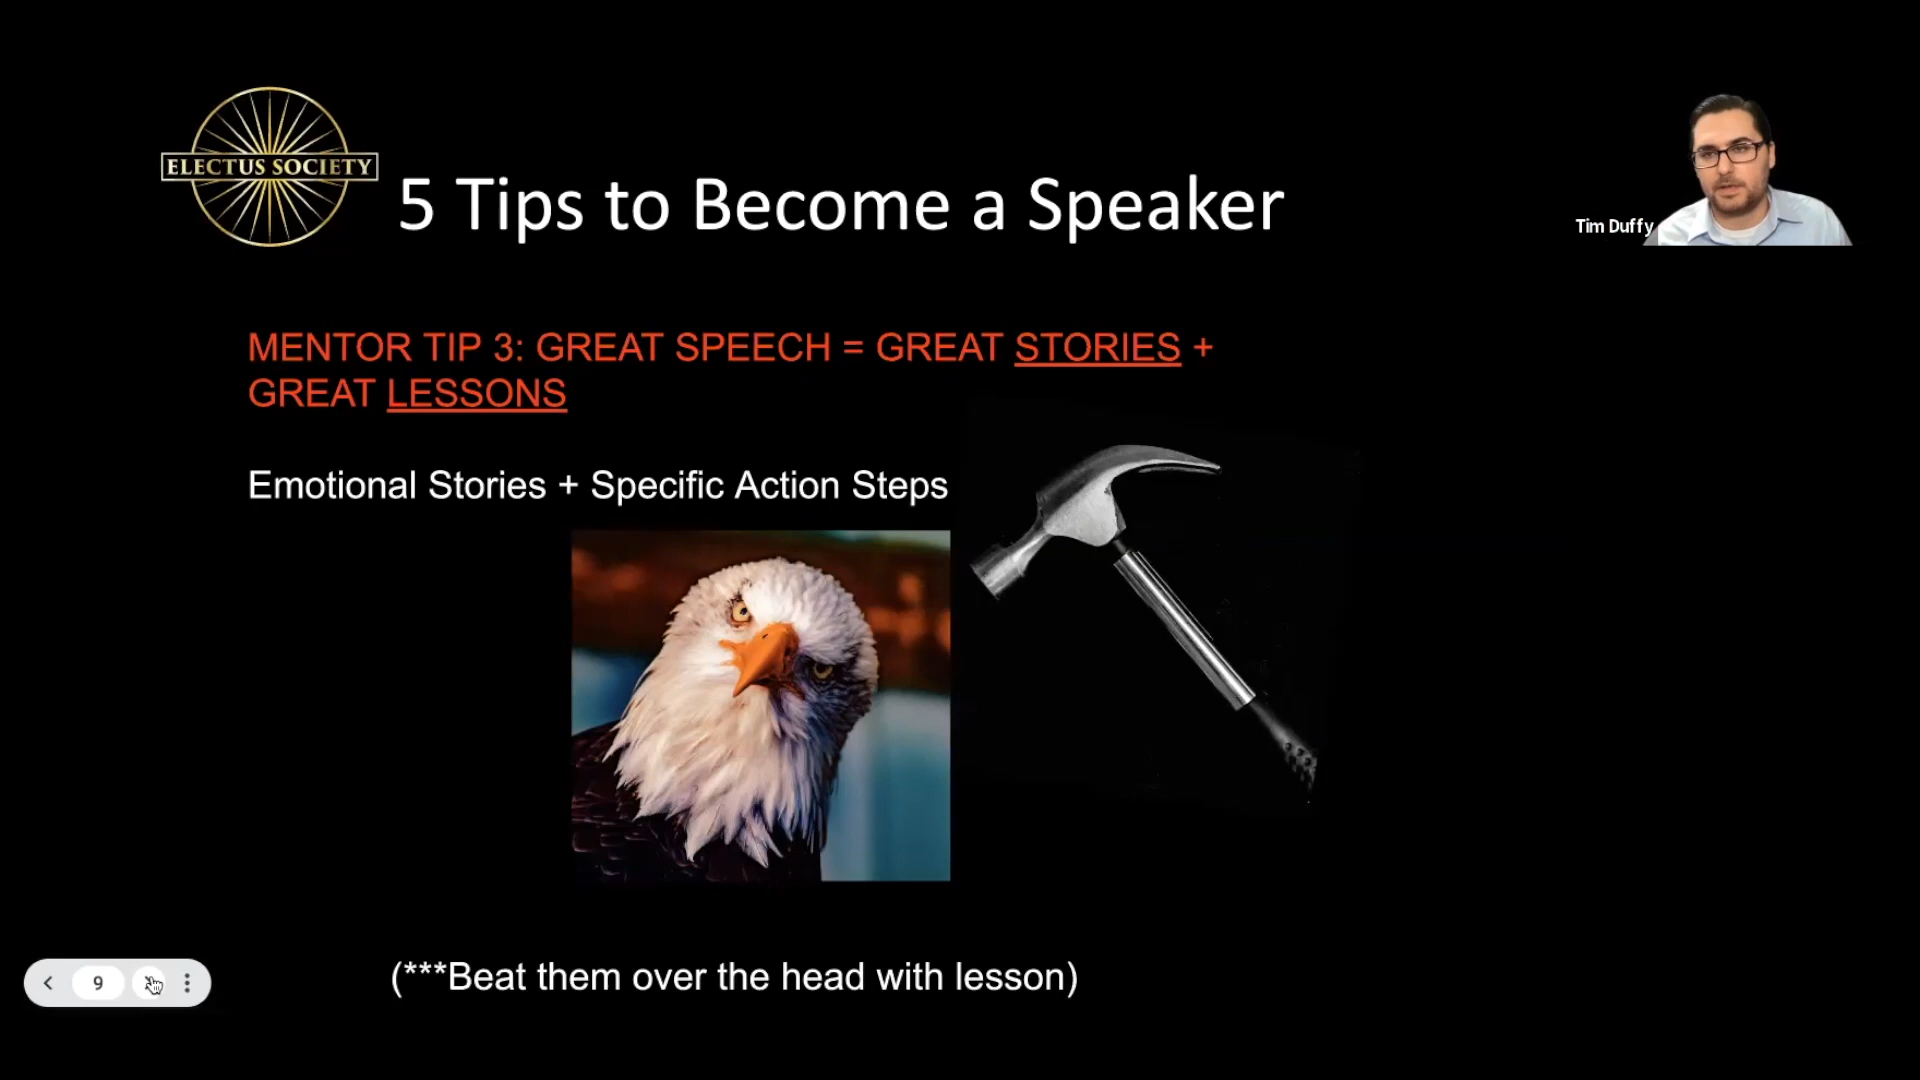 ELECTUS SOCIETY
5 Tips to Become a Speaker
Tim Duffy
MENTOR TIP 3: GREAT SPEECH = GREAT STORIES +
GREAT LESSONS
Emotional Stories + Specific Action Steps
(***Beat them over the head with lesson)
9